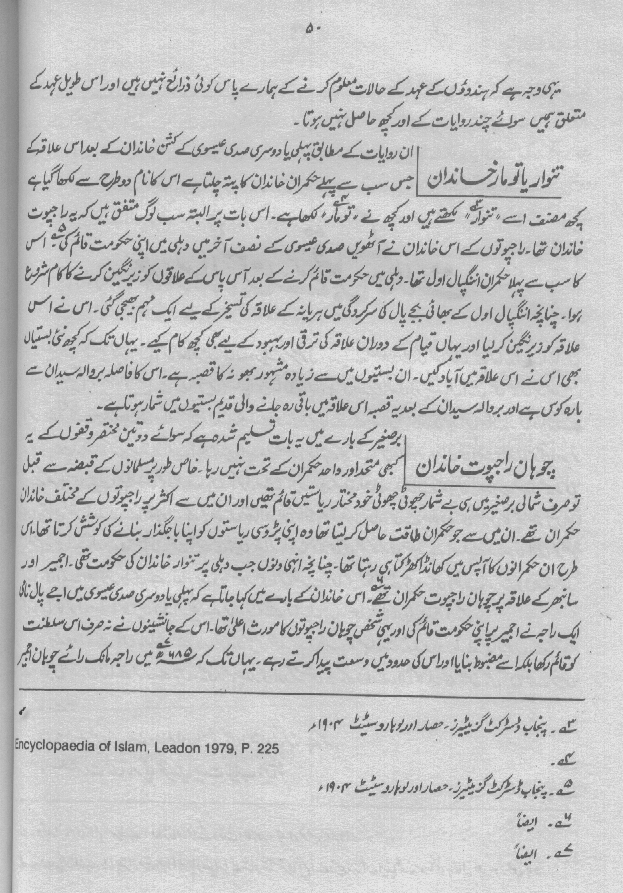 ۵۰
یہی وجہ ہے کہ ہندوؤں کے عہد کے حالات معلوم کرنے کے ہمارے پاس کوئی ذرائع نہیں ہیں اور اس طویل عہد کے
متعلق ہمیں سوائے چند روایات کے اور کچھ حاصل نہیں ہوتا۔
تنوار یا تومار خاندان
ان روایات کے مطابق پہلی یا دوسری صدی عیسوی کے کشن خاندان کے بعد اس علاقہ کے
جس سب سے پہلے حکمران خاندان کا پتہ چلتا ہے اس کا نام دو طرح سے لکھا گیا ہے
کچھ مصنف اسے "تنوار"۳ لکھتے ہیں اور کچھ نے "تومار"۴ لکھا ہے۔ اس بات پر البتہ سب لوگ متفق ہیں کہ یہ راجپوت
خاندان تھا۔ راجپوتوں کے اس خاندان نے آٹھویں صدی عیسوی کے نصف آخر میں دہلی میں اپنی حکومت قائم کی۵ اس
کا سب سے پہلا حکمران اننگپال اول تھا۔ دہلی میں حکومت قائم کرنے کے بعد آس پاس کے علاقوں کو زیرنگین کرنے کا کام شروع
ہوا۔ چنانچہ اننگپال اول کے بھائی بجے پال کی سرکردگی میں ہریانہ کے علاقہ کی تسخیر کے لیے ایک مہم بھیجی گئی۔ اس نے اس
علاقہ کو زیرنگین کر لیا اور یہاں قیام کے دوران علاقہ کی ترقی اور بہبود کے لیے بھی کچھ کام کیے۔ یہاں تک کہ کچھ نئی بستیاں
بھی اس نے اس علاقہ میں آباد کیں۔ ان بستیوں میں سے زیادہ مشہور بھونہ کا قصبہ ہے۔ اس کا فاصلہ بروالہ سیدان سے
بارہ کوس ہے اور بروالہ سیدان کے بعد یہ قصبہ اس علاقہ میں باقی رہ جانے والی قدیم بستیوں میں شمار ہوتا ہے۔
چوہان راجپوت خاندان
برصغیر کے بارے میں یہ بات تسلیم شدہ ہے کہ سوائے دو تین مختصر وقفوں کے یہ
کبھی متحد اور واحد حکمران کے تحت نہیں رہا۔ خاص طور پر مسلمانوں کے قبضہ سے قبل
تو صرف شمالی برصغیر میں ہی بے شمار چھوٹی چھوٹی خود مختار ریاستیں قائم تھیں اور ان میں سے اکثر پر راجپوتوں کے مختلف خاندان
حکمران تھے۔ ان میں سے جو حکمران طاقت حاصل کر لیتا تھا وہ اپنی پڑوسی ریاستوں کو اپنا باجگذار بنانے کی کوشش کرتا تھا۔ اس
طرح ان حکمرانوں کا آپس میں کھانڈا کھڑکتا ہی رہتا تھا۔ چنانچہ انہی دنوں جب دہلی پر تنوار خاندان کی حکومت تھی۔ اجمیر اور
سانبھر کے علاقہ پر چوہان راجپوت حکمران تھے۶۔ اس خاندان کے بارے میں کہا جاتا ہے کہ پہلی یا دوسری صدی عیسوی میں اجے پال نام
ایک راجہ نے اجمیر پر اپنی حکومت قائم کی اور یہی شخص چوہان راجپوتوں کا مورث اعلیٰ تھا۔ اس کے جانشینوں نے نہ صرف اس سلطنت
کو قائم رکھا بلکہ اسے مضبوط بنایا اور اس کی حدود میں وسعت پیدا کرتے رہے۔ یہاں تک کہ ۶۸۵ء۷ میں راجہ مانک رائے چوہان اجمیر
۳۔ پنجاب ڈسٹرکٹ گزیٹیرز۔ حصار اور لوہارو سٹیٹ ۱۹۰۴ء
۴۔
Encyclopaedia of Islam, Leadon 1979, P. 225
۵۔ پنجاب ڈسٹرکٹ گزیٹیرز۔ حصار اور لوہارو سٹیٹ ۱۹۰۴ء
۶۔ ایضاً
۷۔ ایضاً